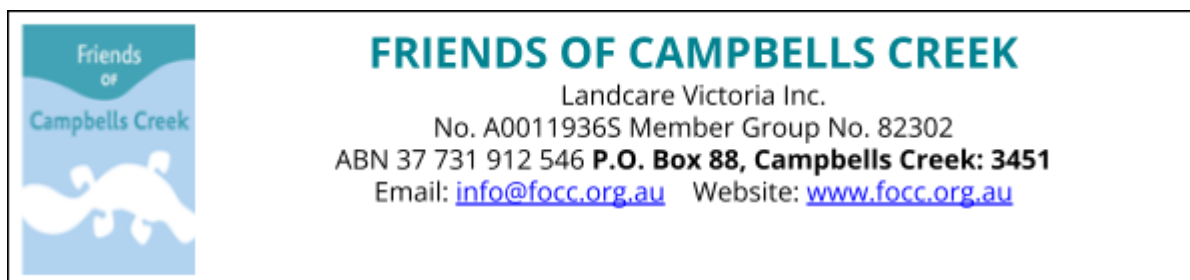 Friends
OF
Campbells Creek
FRIENDS OF CAMPBELLS CREEK
Landcare Victoria Inc.
No. A0011936S Member Group No. 82302
ABN 37 731 912 546 P.O. Box 88, Campbells Creek: 3451
Email: info@focc.org.au Website: www.focc.org.au